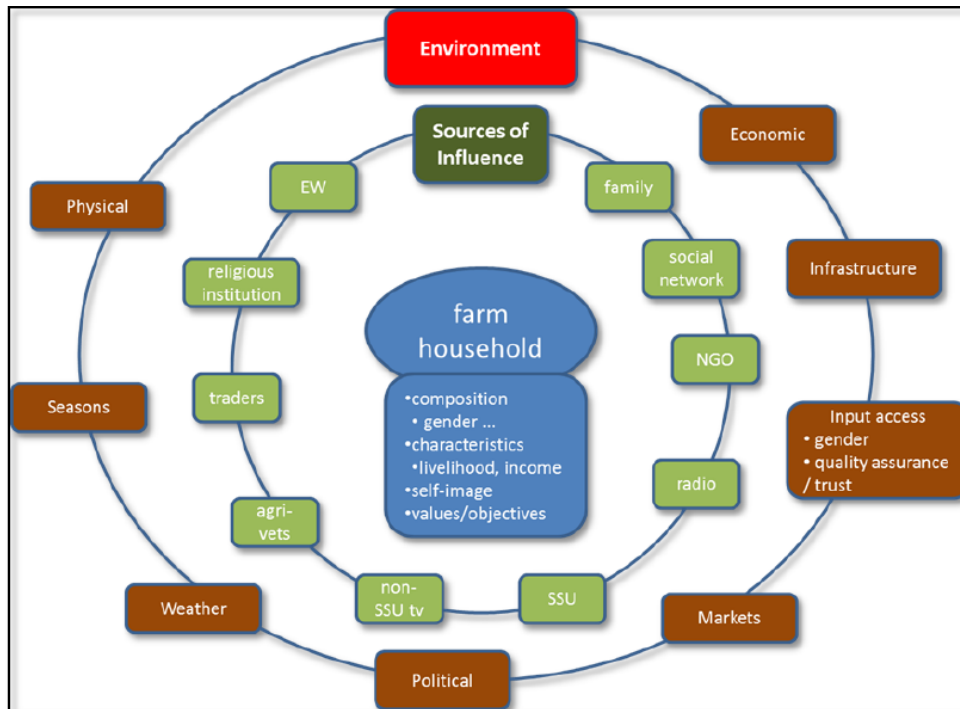 Environment
Sources of
Influence
Economic
EW
family
Physical
religious
institution
social
network
Infrastructure
farm
household
NGO
Seasons
traders
•composition
•gender ...
•characteristics
•livelihood, income
•self-image
•values/objectives
Input access
• gender
• quality assurance
/ trust
radio
agri-
vets
non-
SSU tv
SSU
Weather
Markets
Political